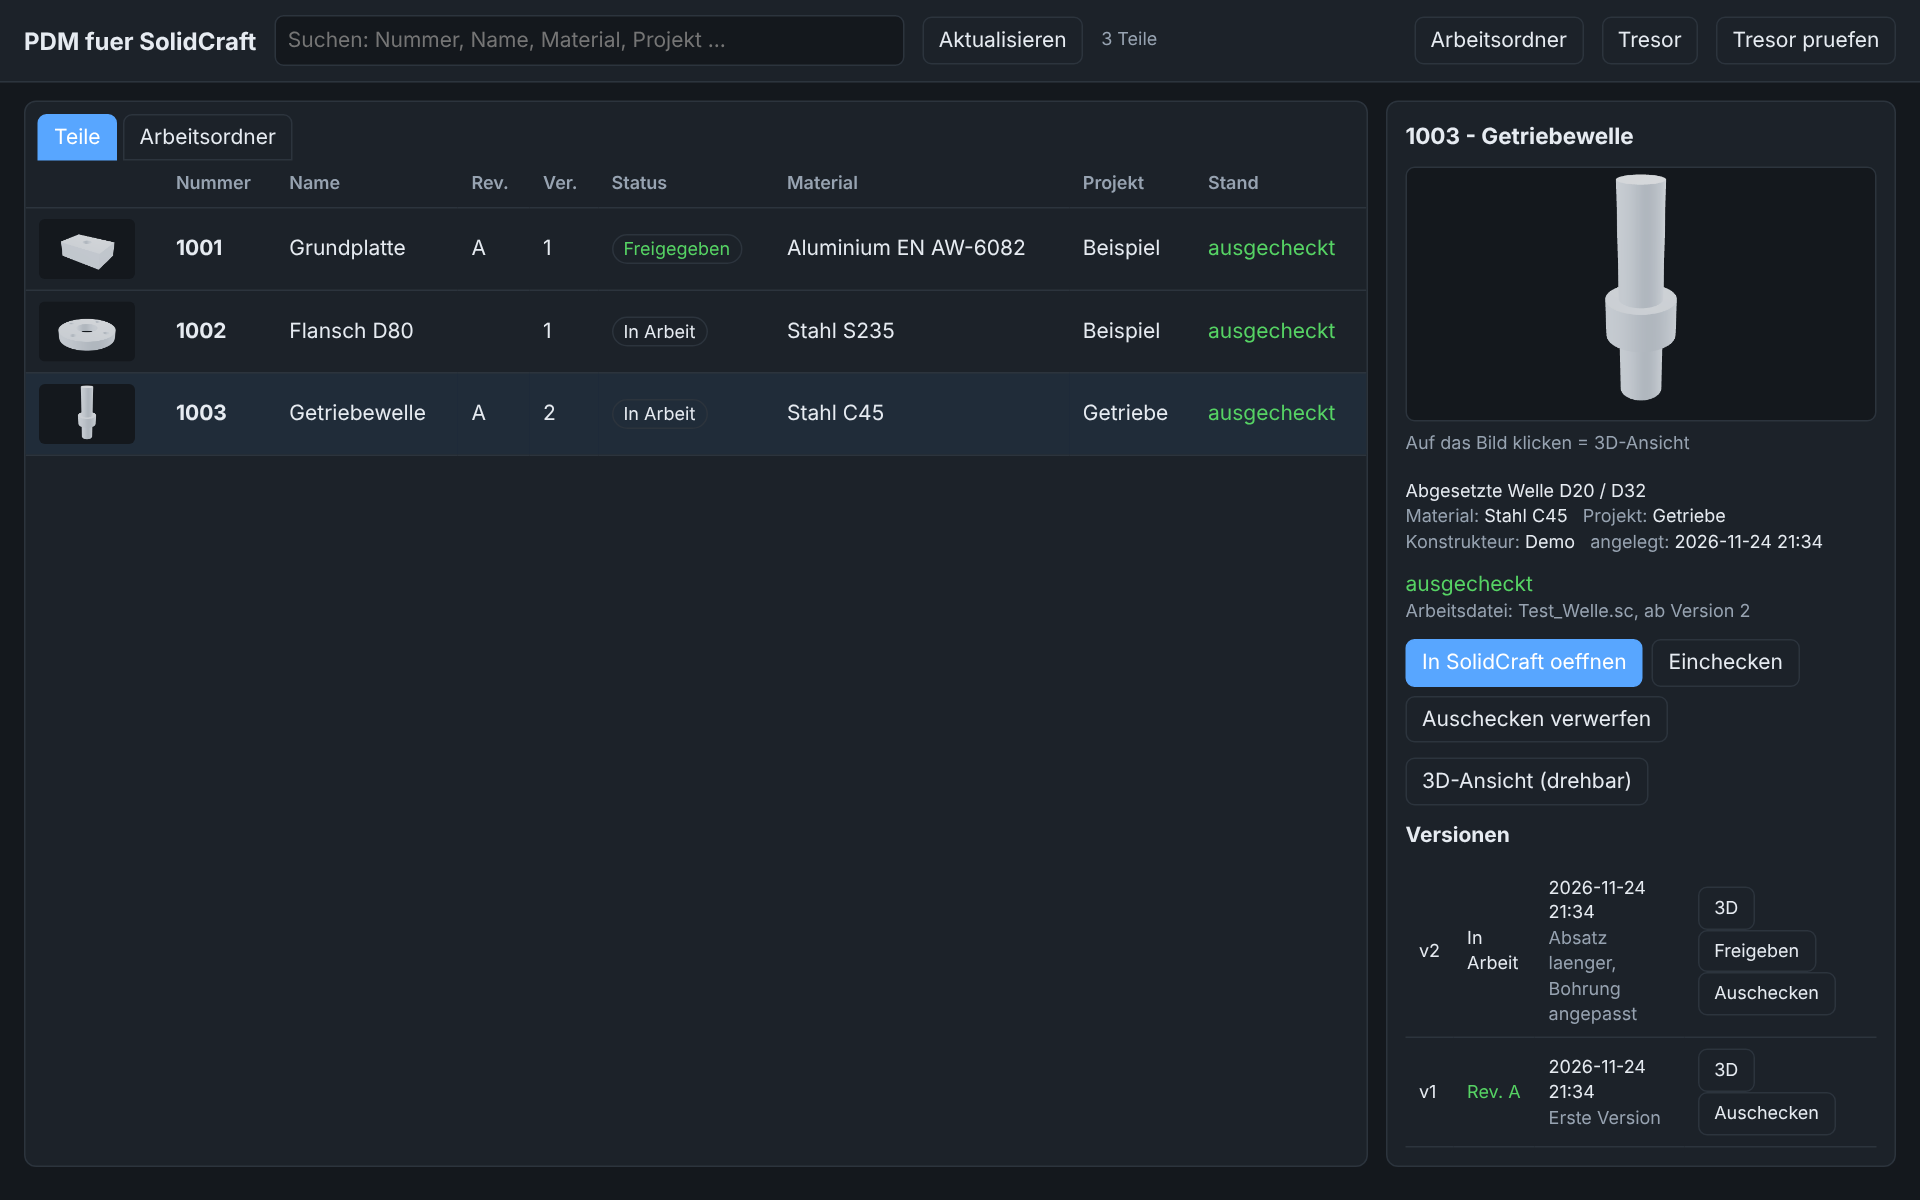 PDM fuer SolidCraft
Suchen: Nummer, Name, Material, Projekt ...
Aktualisieren
3 Teile
Arbeitsordner
Tresor
Tresor pruefen
Teile
Arbeitsordner
Nummer Name Rev. Ver. Status Material Projekt Stand
1001 Grundplatte A 1 Freigegeben Aluminium EN AW-6082 Beispiel ausgecheckt
1002 Flansch D80 1 In Arbeit Stahl S235 Beispiel ausgecheckt
1003 Getriebewelle A 2 In Arbeit Stahl C45 Getriebe ausgecheckt
1003 - Getriebewelle
Auf das Bild klicken = 3D-Ansicht
Abgesetzte Welle D20 / D32
Material: Stahl C45 Projekt: Getriebe
Konstrukteur: Demo angelegt: 2026-11-24 21:34
ausgecheckt
Arbeitsdatei: Test_Welle.sc, ab Version 2
In SolidCraft oeffnen
Einchecken
Auschecken verwerfen
3D-Ansicht (drehbar)
Versionen
v2
In
Arbeit
2026-11-24
21:34
Absatz
laenger,
Bohrung
angepasst
3D
Freigeben
Auschecken
v1
Rev. A
2026-11-24
21:34
Erste Version
3D
Auschecken